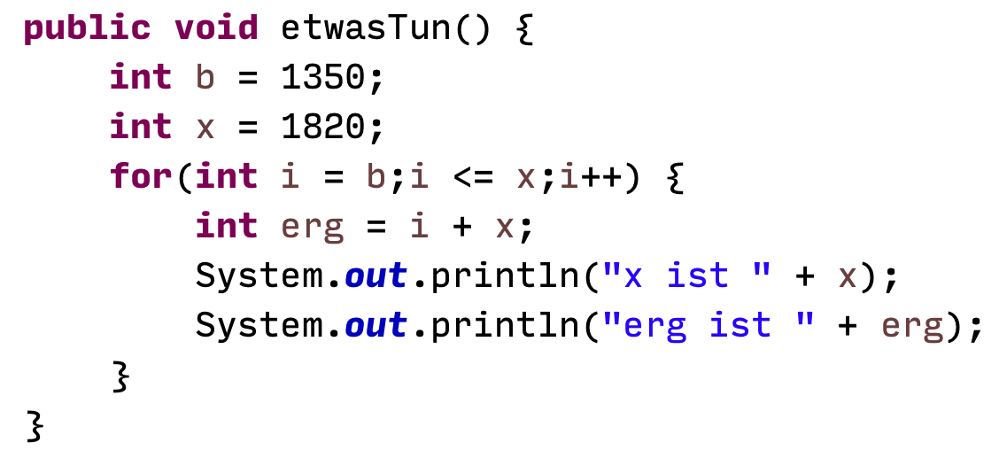 public void etwasTun() {
    int b = 1350;
    int x = 1820;
    for(int i = b;i <= x;i++) {
        int erg = i + x;
        System.out.println("x ist " + x);
        System.out.println("erg ist " + erg);
    }
}